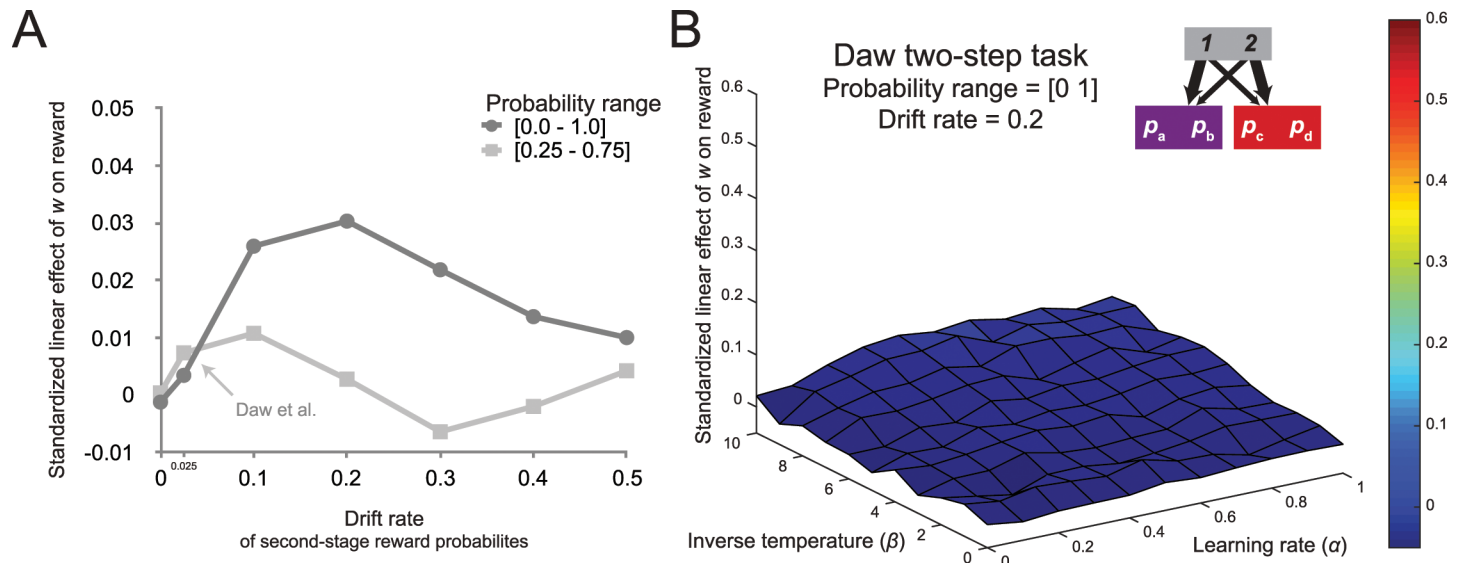 A
Standardized linear effect of w on reward
0.05
0.04
0.03
0.02
0.01
0
-0.01
Probability range
[0.0 - 1.0]
[0.25 - 0.75]
Daw et al.
0
0.025
0.1
0.2
0.3
0.4
0.5
Drift rate
of second-stage reward probabilites
B
Daw two-step task
Probability range = [0 1]
Drift rate = 0.2
1 2
pa pb pc pd
Standardized linear effect of w on reward
0.6
0.5
0.4
0.3
0.2
0.1
0
10
8
6
4
2
0
Inverse temperature (β)
0
0.2
0.4
0.6
0.8
1
Learning rate (α)
0.6
0.5
0.4
0.3
0.2
0.1
0